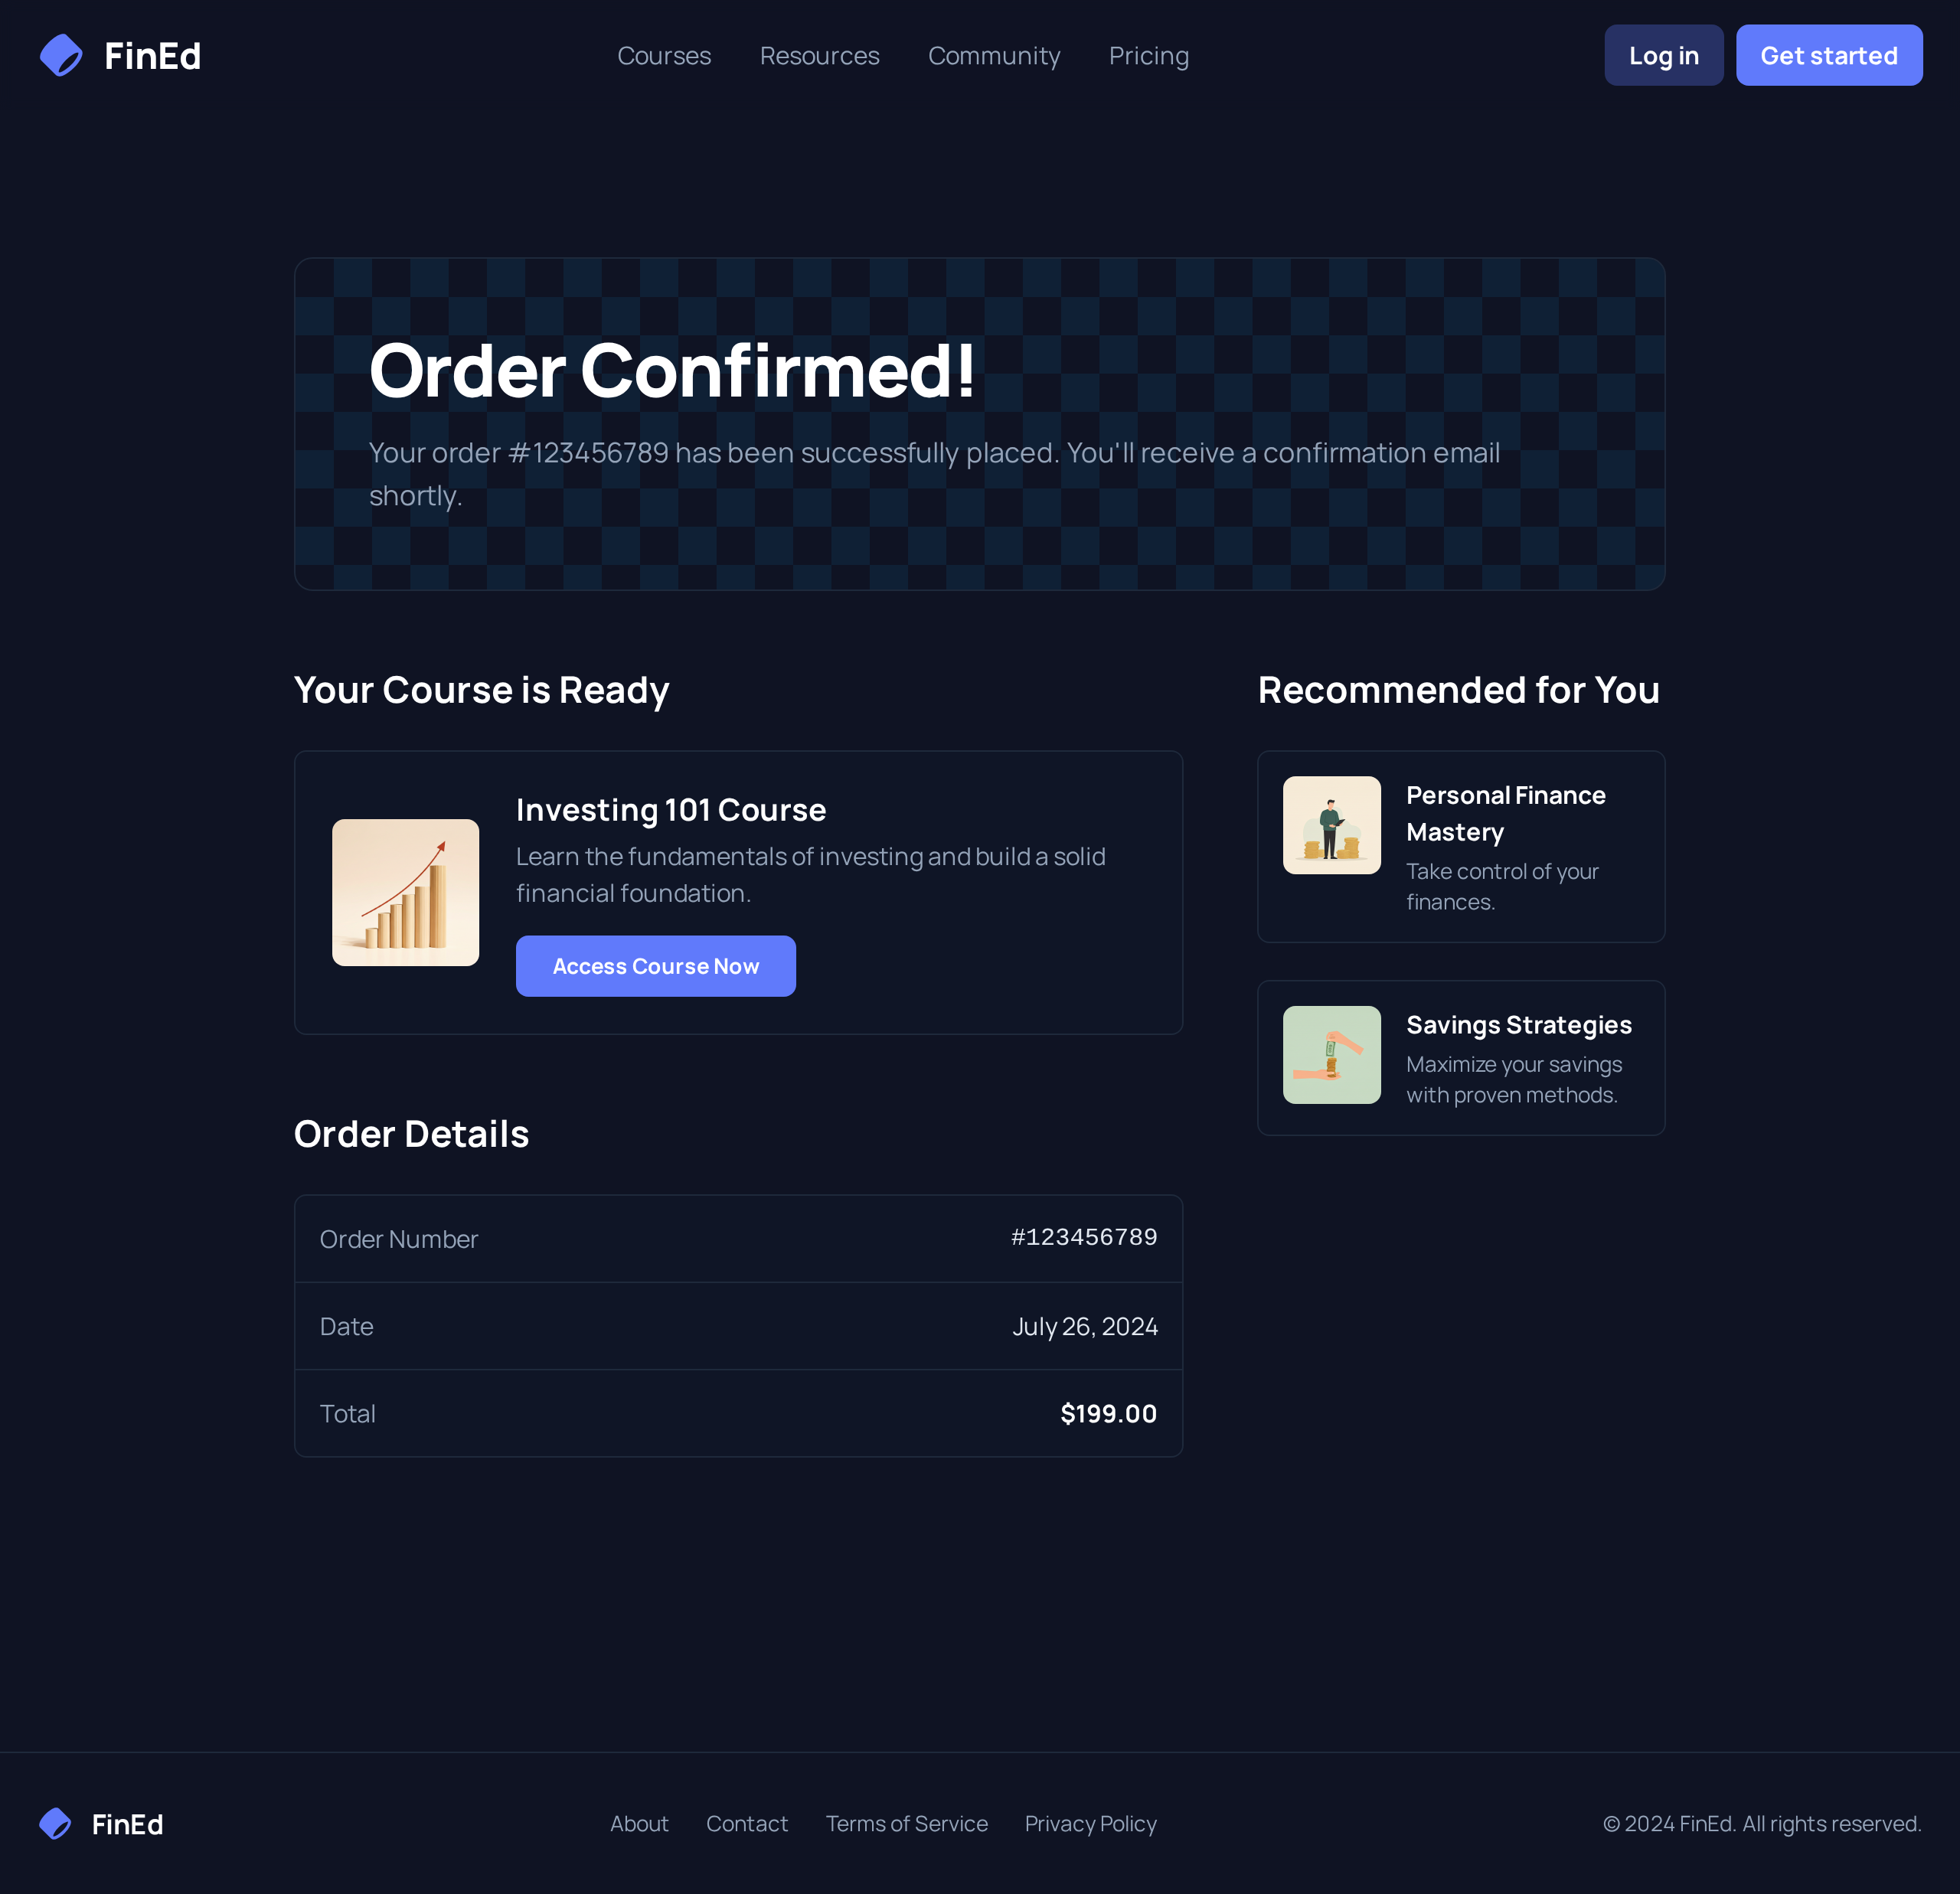 FinEd
Courses
Resources
Community
Pricing
Log in
Get started
Order Confirmed!
Your order #123456789 has been successfully placed. You'll receive a confirmation email
shortly.
Your Course is Ready
Investing 101 Course
Learn the fundamentals of investing and build a solid
financial foundation.
Access Course Now
Order Details
Order Number #123456789
Date July 26, 2024
Total $199.00
Recommended for You
Personal Finance
Mastery
Take control of your
finances.
Savings Strategies
Maximize your savings
with proven methods.
FinEd
About
Contact
Terms of Service
Privacy Policy
© 2024 FinEd. All rights reserved.